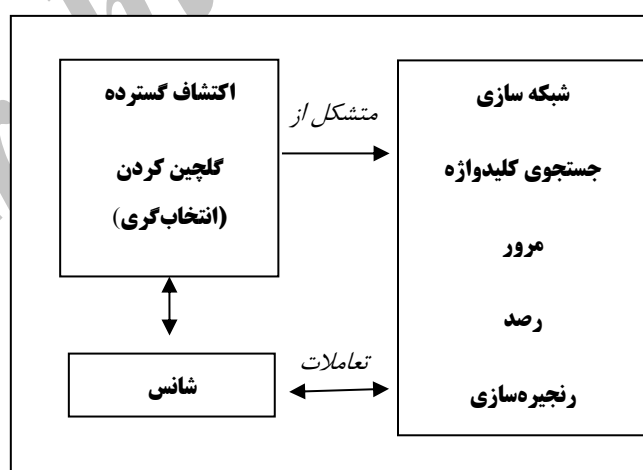 اکتشاف گسترده
گلچین کردن
(انتخاب‌گری)
متشکل از
شبکه سازی
جستجوی کلیدواژه
مرور
رصد
رنجیره‌سازی
شانس
تعاملات